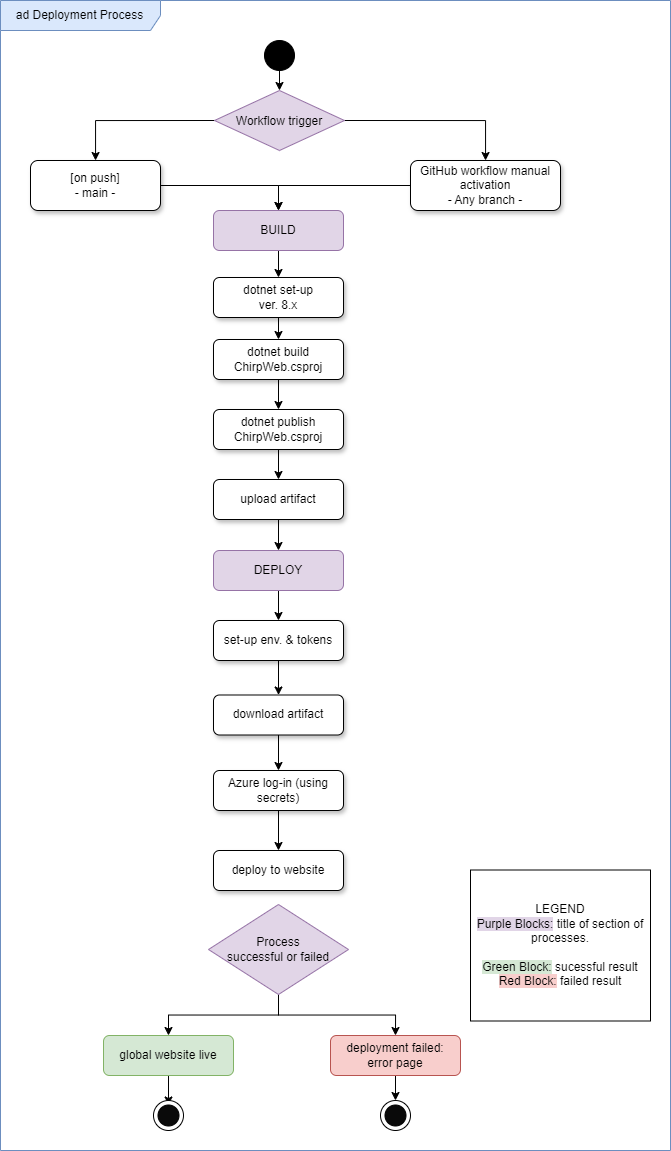 ad Deployment Process
Workflow trigger
[on push]
- main -
GitHub workflow manual
activation
- Any branch -
BUILD
dotnet set-up
ver. 8.x
dotnet build
ChirpWeb.csproj
dotnet publish
ChirpWeb.csproj
upload artifact
DEPLOY
set-up env. & tokens
download artifact
Azure log-in (using
secrets)
deploy to website
Process
successful or failed
global website live
deployment failed:
error page
LEGEND
Purple Blocks: title of section of
processes.
Green Block: sucessful result
Red Block: failed result